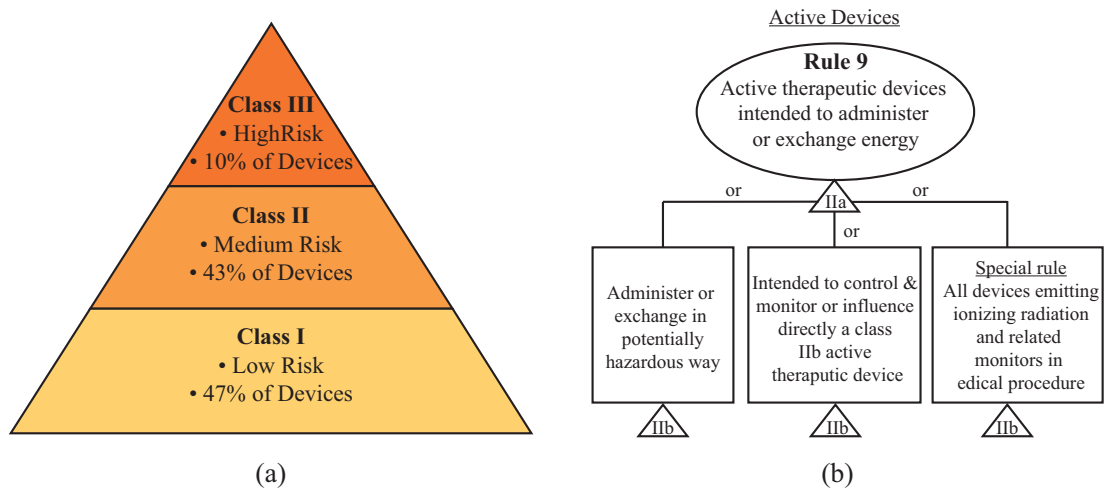 Class III
• HighRisk
• 10% of Devices
Class II
• Medium Risk
• 43% of Devices
Class I
• Low Risk
• 47% of Devices
(a)
Active Devices
Rule 9
Active therapeutic devices
intended to administer
or exchange energy
IIa
or
or
or
Administer or
exchange in
potentially
hazardous way
IIb
Intended to control &
monitor or influence
directly a class
IIb active
theraputic device
IIb
Special rule
All devices emitting
ionizing radiation
and related
monitors in
edical procedure
IIb
(b)